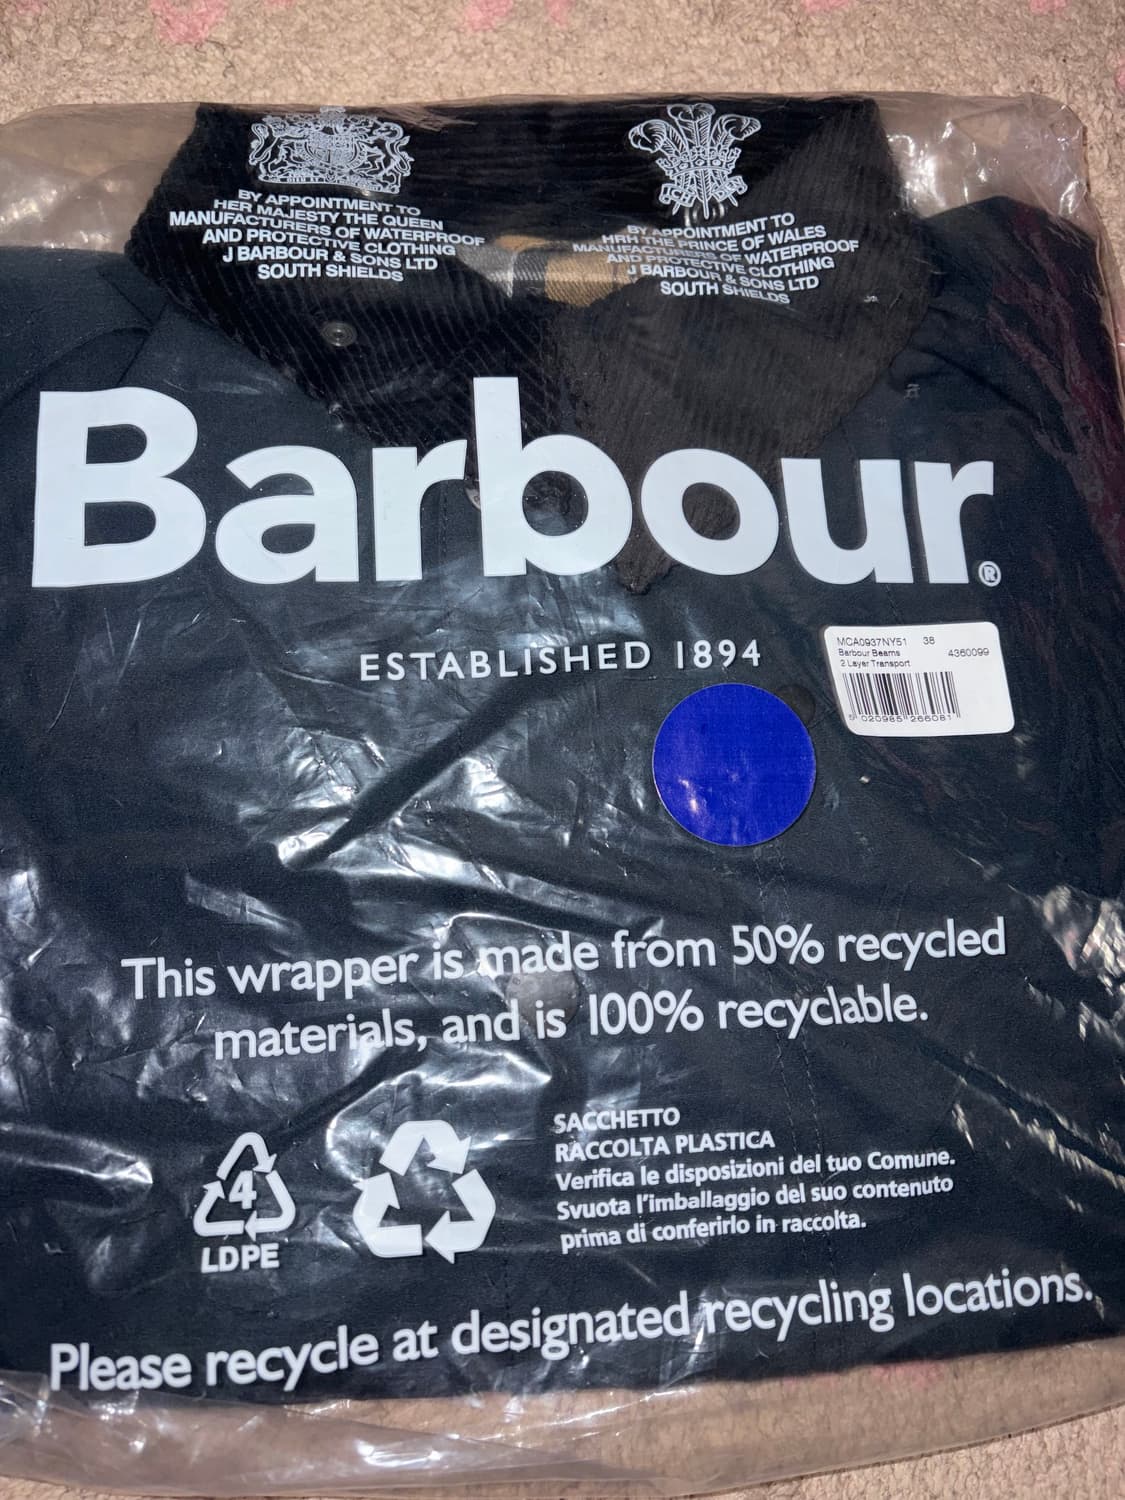 BY APPOINTMENT TO
HER MAJESTY THE QUEEN
MANUFACTURERS OF WATERPROOF
AND PROTECTIVE CLOTHING
J BARBOUR & SONS LTD
SOUTH SHIELDS
BY APPOINTMENT TO
HRH THE PRINCE OF WALES
MANUFACTURERS OF WATERPROOF
AND PROTECTIVE CLOTHING
J BARBOUR & SONS LTD
SOUTH SHIELDS
Barbour®
ESTABLISHED 1894
MCA0937NY51 38
Barbour Beams 4360099
2 Layer Transport
5 020985 266081
This wrapper is made from 50% recycled
materials, and is 100% recyclable.
4
LDPE
SACCHETTO
RACCOLTA PLASTICA
Verifica le disposizioni del tuo Comune.
Svuota l'imballaggio del suo contenuto
prima di conferirlo in raccolta.
Please recycle at designated recycling locations.